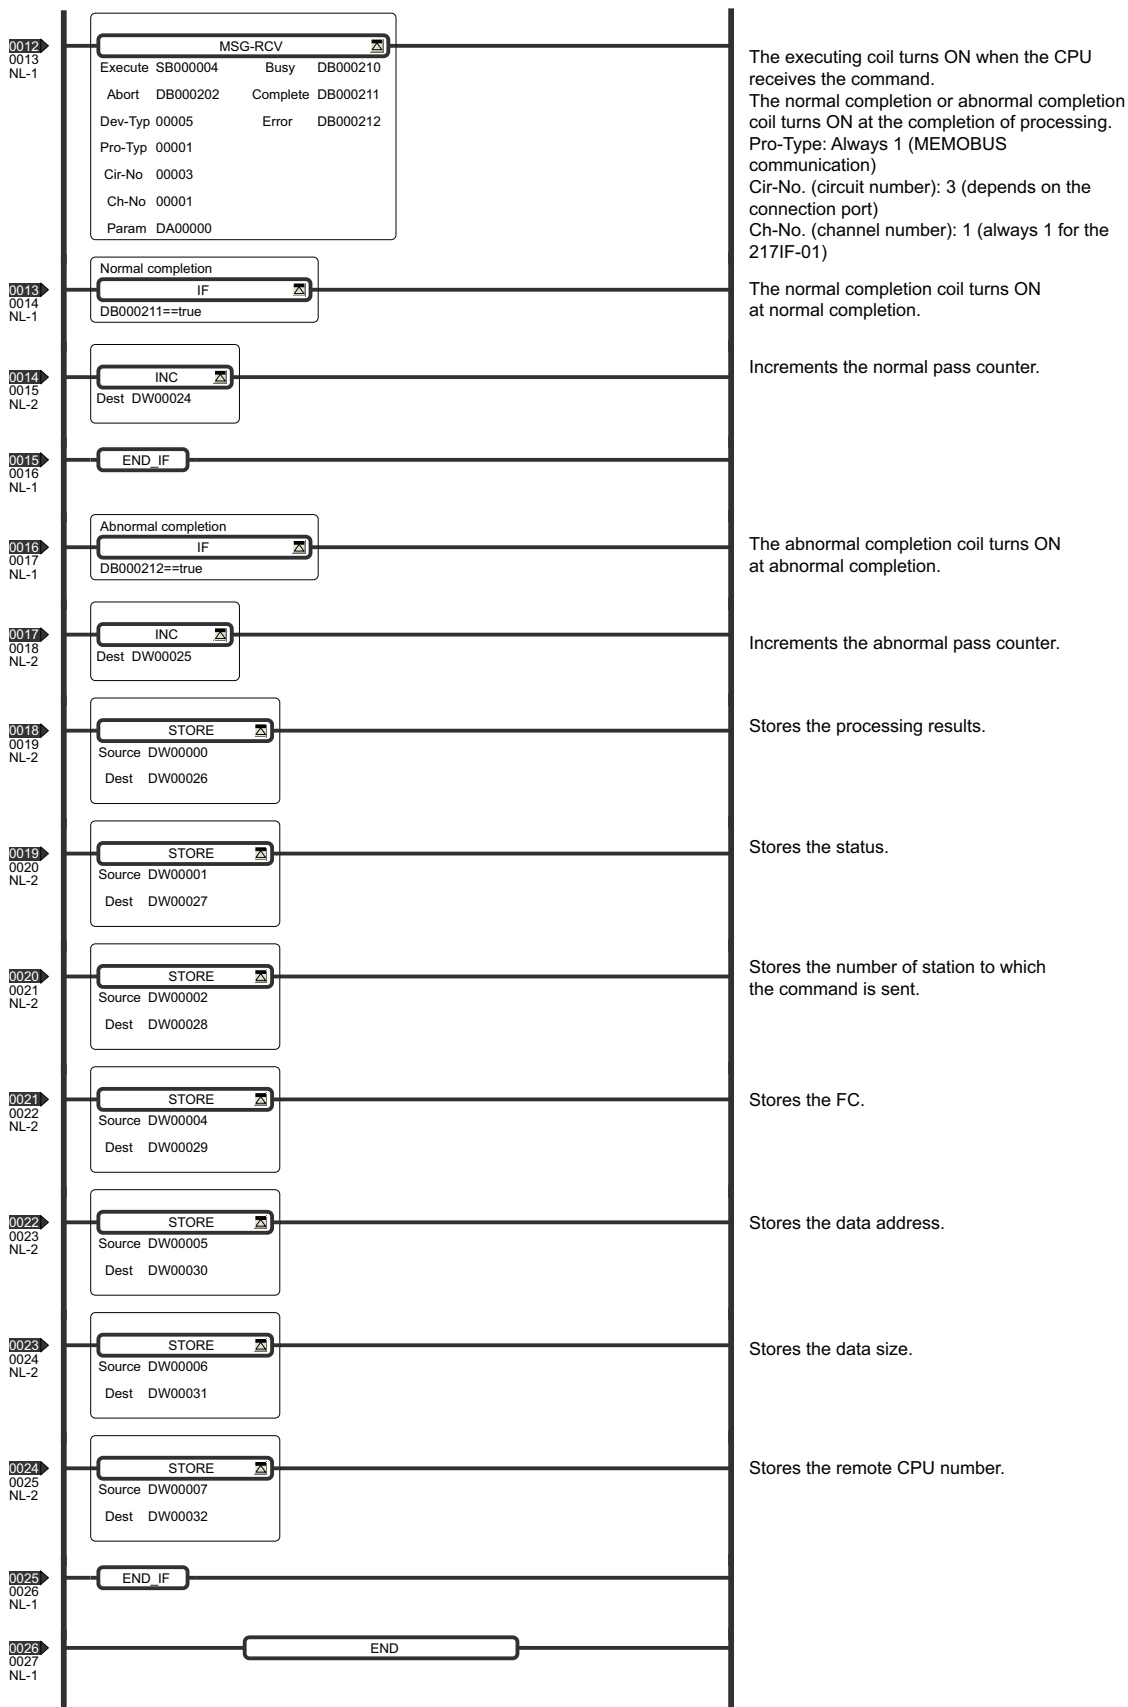 0012
0013
NL-1
MSG-RCV
Execute SB000004 Busy DB000210
Abort DB000202 Complete DB000211
Dev-Typ 00005 Error DB000212
Pro-Typ 00001
Cir-No 00003
Ch-No 00001
Param DA00000
The executing coil turns ON when the CPU
receives the command.
The normal completion or abnormal completion
coil turns ON at the completion of processing.
Pro-Type: Always 1 (MEMOBUS
communication)
Cir-No. (circuit number): 3 (depends on the
connection port)
Ch-No. (channel number): 1 (always 1 for the
217IF-01)
0013
0014
NL-1
Normal completion
IF
DB000211==true
The normal completion coil turns ON
at normal completion.
0014
0015
NL-2
INC
Dest DW00024
Increments the normal pass counter.
0015
0016
NL-1
END_IF
0016
0017
NL-1
Abnormal completion
IF
DB000212==true
The abnormal completion coil turns ON
at abnormal completion.
0017
0018
NL-2
INC
Dest DW00025
Increments the abnormal pass counter.
0018
0019
NL-2
STORE
Source DW00000
Dest DW00026
Stores the processing results.
0019
0020
NL-2
STORE
Source DW00001
Dest DW00027
Stores the status.
0020
0021
NL-2
STORE
Source DW00002
Dest DW00028
Stores the number of station to which
the command is sent.
0021
0022
NL-2
STORE
Source DW00004
Dest DW00029
Stores the FC.
0022
0023
NL-2
STORE
Source DW00005
Dest DW00030
Stores the data address.
0023
0024
NL-2
STORE
Source DW00006
Dest DW00031
Stores the data size.
0024
0025
NL-2
STORE
Source DW00007
Dest DW00032
Stores the remote CPU number.
0025
0026
NL-1
END_IF
0026
0027
NL-1
END